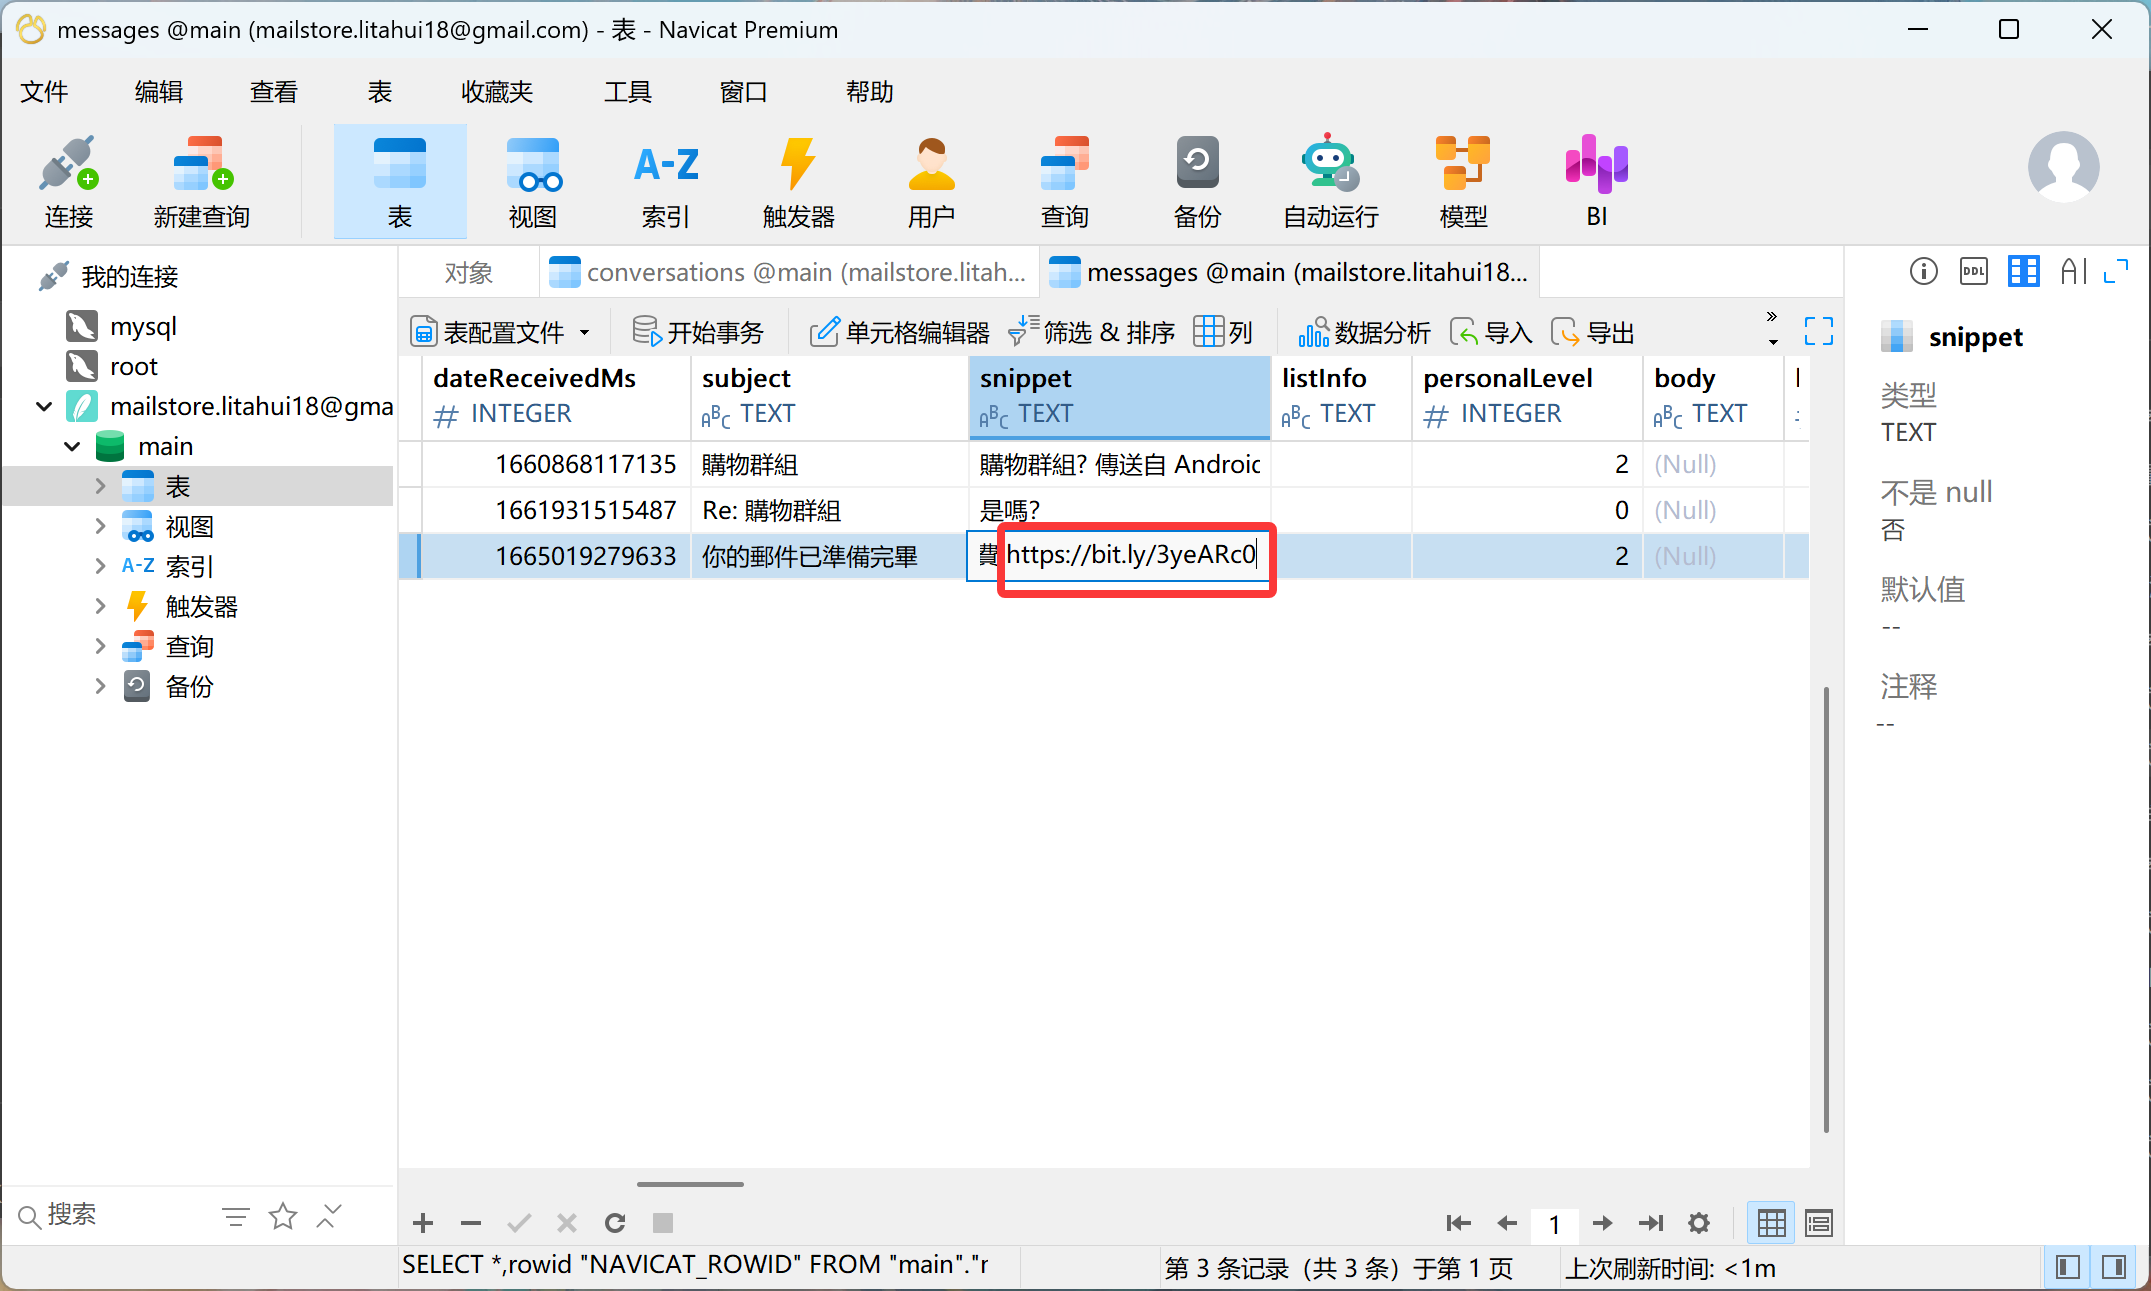 messages @main (mailstore.litahui18@gmail.com) - 表 - Navicat Premium
文件 编辑 查看 表 收藏夹 工具 窗口 帮助
连接 新建查询 表 视图 A-Z 索引 触发器 用户 查询 备份 自动运行 模型 BI
我的连接
mysql
root
mailstore.litahui18@gma
main
表
视图
A-Z 索引
触发器
查询
备份
搜索
对象 conversations @main (mailstore.litah... messages @main (mailstore.litahui18...
表配置文件 开始事务 单元格编辑器 筛选 & 排序 列 数据分析 导入 导出 »
dateReceivedMs subject snippet listInfo personalLevel body
# INTEGER ABC TEXT ABC TEXT ABC TEXT # INTEGER ABC TEXT
1660868117135 購物群組 購物群組? 傳送自 Androic 2 (Null)
1661931515487 Re: 購物群組 是嗎? 0 (Null)
1665019279633 你的郵件已準備完畢 費 https://bit.ly/3yeARc0 2 (Null)
DDL AI
snippet
类型
TEXT
不是 null
否
默认值
--
注释
--
1
SELECT *,rowid "NAVICAT_ROWID" FROM "main"."r
第 3 条记录（共 3 条）于第 1 页
上次刷新时间: <1m